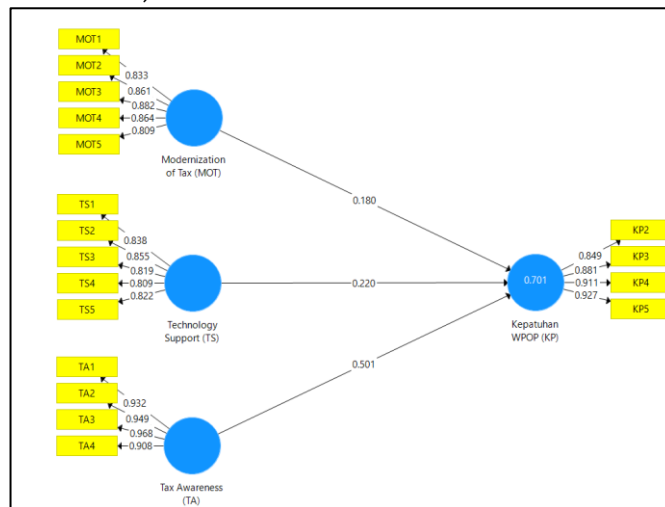 MOT1
MOT2
MOT3
MOT4
MOT5
0.833
0.861
0.882
0.864
0.809
Modernization
of Tax (MOT)
0.180
TS1
TS2
TS3
TS4
TS5
0.838
0.855
0.819
0.809
0.822
Technology
Support (TS)
0.220
TA1
TA2
TA3
TA4
0.932
0.949
0.968
0.908
Tax Awareness
(TA)
0.501
0.701
Kepatuhan
WPOP (KP)
0.849
0.881
0.911
0.927
KP2
KP3
KP4
KP5